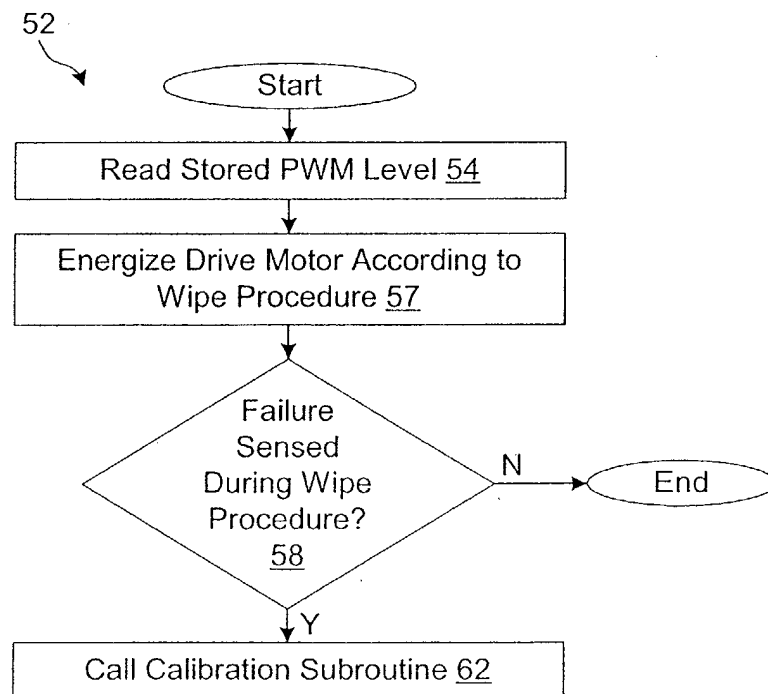 52
Start
Read Stored PWM Level 54
Energize Drive Motor According to
Wipe Procedure 57
Failure
Sensed
During Wipe
Procedure?
58
N
End
Y
Call Calibration Subroutine 62